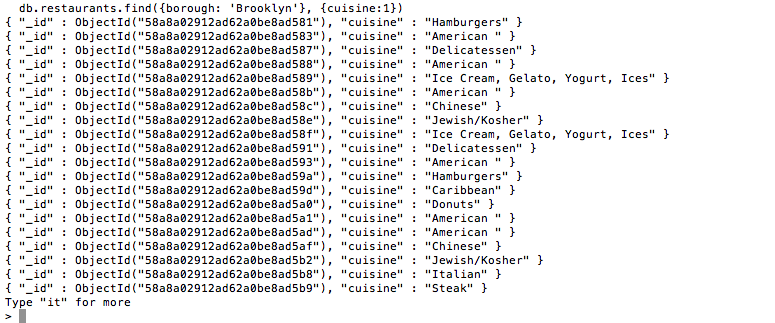 db.restaurants.find({borough: 'Brooklyn'}, {cuisine:1})
{ "_id" : ObjectId("58a8a02912ad62a0be8ad581"), "cuisine" : "Hamburgers" }
{ "_id" : ObjectId("58a8a02912ad62a0be8ad583"), "cuisine" : "American " }
{ "_id" : ObjectId("58a8a02912ad62a0be8ad587"), "cuisine" : "Delicatessen" }
{ "_id" : ObjectId("58a8a02912ad62a0be8ad588"), "cuisine" : "American " }
{ "_id" : ObjectId("58a8a02912ad62a0be8ad589"), "cuisine" : "Ice Cream, Gelato, Yogurt, Ices" }
{ "_id" : ObjectId("58a8a02912ad62a0be8ad58b"), "cuisine" : "American " }
{ "_id" : ObjectId("58a8a02912ad62a0be8ad58c"), "cuisine" : "Chinese" }
{ "_id" : ObjectId("58a8a02912ad62a0be8ad58e"), "cuisine" : "Jewish/Kosher" }
{ "_id" : ObjectId("58a8a02912ad62a0be8ad58f"), "cuisine" : "Ice Cream, Gelato, Yogurt, Ices" }
{ "_id" : ObjectId("58a8a02912ad62a0be8ad591"), "cuisine" : "Delicatessen" }
{ "_id" : ObjectId("58a8a02912ad62a0be8ad593"), "cuisine" : "American " }
{ "_id" : ObjectId("58a8a02912ad62a0be8ad59a"), "cuisine" : "Hamburgers" }
{ "_id" : ObjectId("58a8a02912ad62a0be8ad59d"), "cuisine" : "Caribbean" }
{ "_id" : ObjectId("58a8a02912ad62a0be8ad5a0"), "cuisine" : "Donuts" }
{ "_id" : ObjectId("58a8a02912ad62a0be8ad5a1"), "cuisine" : "American " }
{ "_id" : ObjectId("58a8a02912ad62a0be8ad5ad"), "cuisine" : "American " }
{ "_id" : ObjectId("58a8a02912ad62a0be8ad5af"), "cuisine" : "Chinese" }
{ "_id" : ObjectId("58a8a02912ad62a0be8ad5b2"), "cuisine" : "Jewish/Kosher" }
{ "_id" : ObjectId("58a8a02912ad62a0be8ad5b8"), "cuisine" : "Italian" }
{ "_id" : ObjectId("58a8a02912ad62a0be8ad5b9"), "cuisine" : "Steak" }
Type "it" for more
>